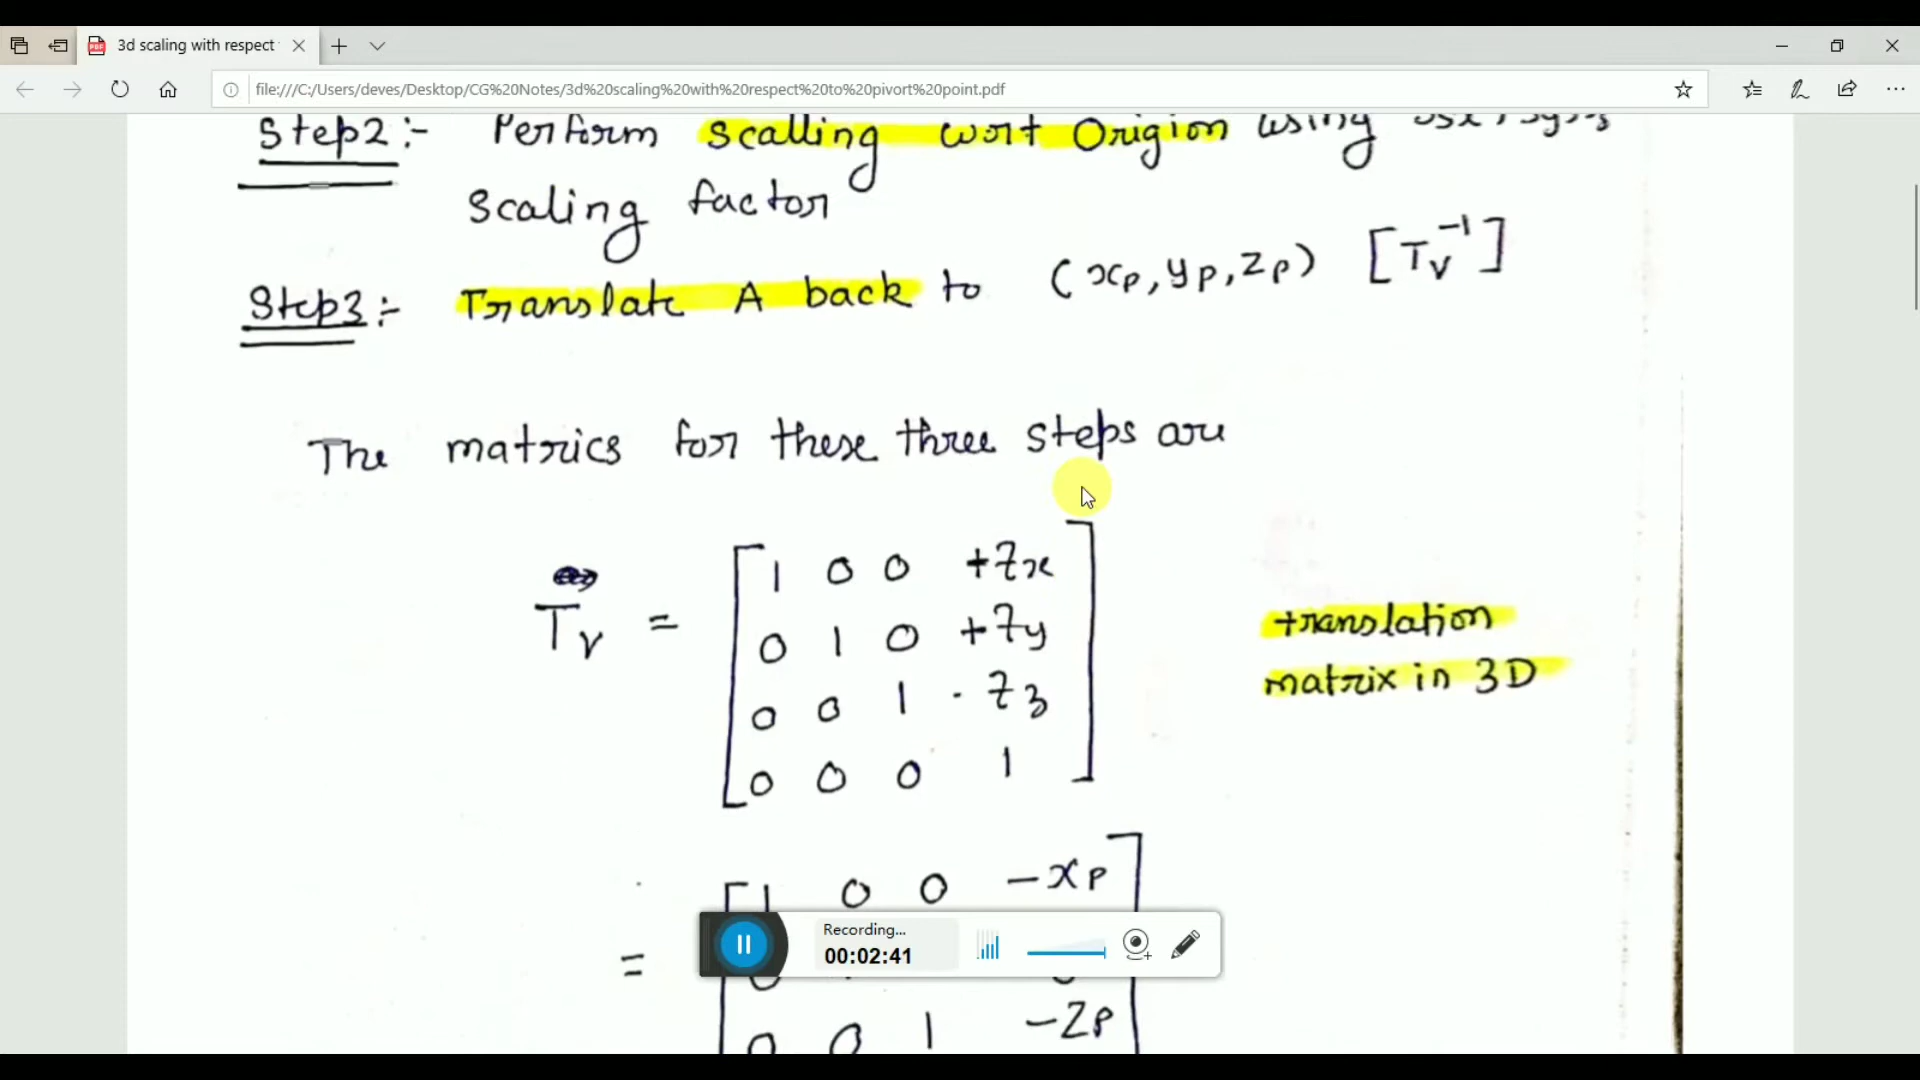 3d scaling with respect
file:///C:/Users/deves/Desktop/CG%20Notes/3d%20scaling%20with%20respect%20to%20pivort%20point.pdf
Step2:- Perform Scalling wort Origion using
Scaling factor
Step3:- Translate A back to (xp, yp, zp) [Tv⁻¹]
The matrics for these three steps are
Tv = [ 1 0 0 +tx
0 1 0 +ty
0 0 1 tz
0 0 0 1 ]
translation
matrix in 3D
= [ 1 0 0 -xp
0 0 1 -zp
Recording...
00:02:41